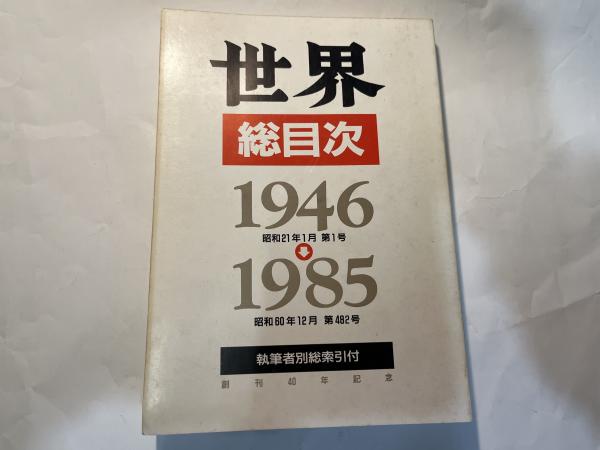 世界
総目次
1946
昭和21年1月 第1号
1985
昭和60年12月 第482号
執筆者別総索引付
創刊40年記念